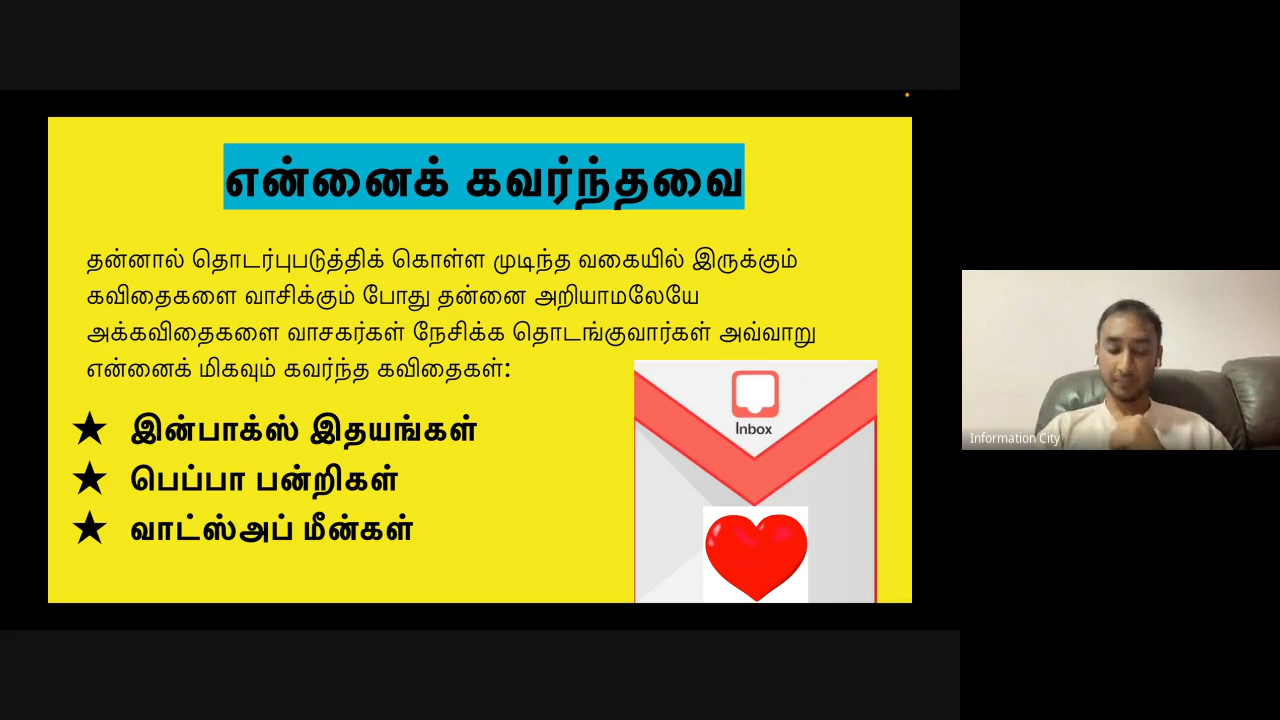 என்னைக் கவர்ந்தவை
தன்னால் தொடர்புபடுத்திக் கொள்ள முடிந்த வகையில் இருக்கும்
கவிதைகளை வாசிக்கும் போது தன்னை அறியாமலேயே
அக்கவிதைகளை வாசகர்கள் நேசிக்க தொடங்குவார்கள் அவ்வாறு
என்னைக் மிகவும் கவர்ந்த கவிதைகள்:
★ இன்பாக்ஸ் இதயங்கள்
★ பெப்பா பன்றிகள்
★ வாட்ஸ்அப் மீன்கள்
Inbox
Information City